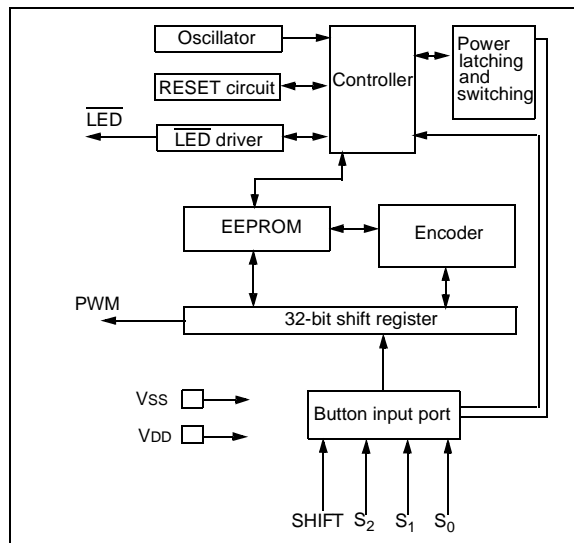 Oscillator
RESET circuit
LED
LED driver
Controller
Power
latching
and
switching
EEPROM
Encoder
PWM
32-bit shift register
VSS
VDD
Button input port
SHIFT S2 S1 S0